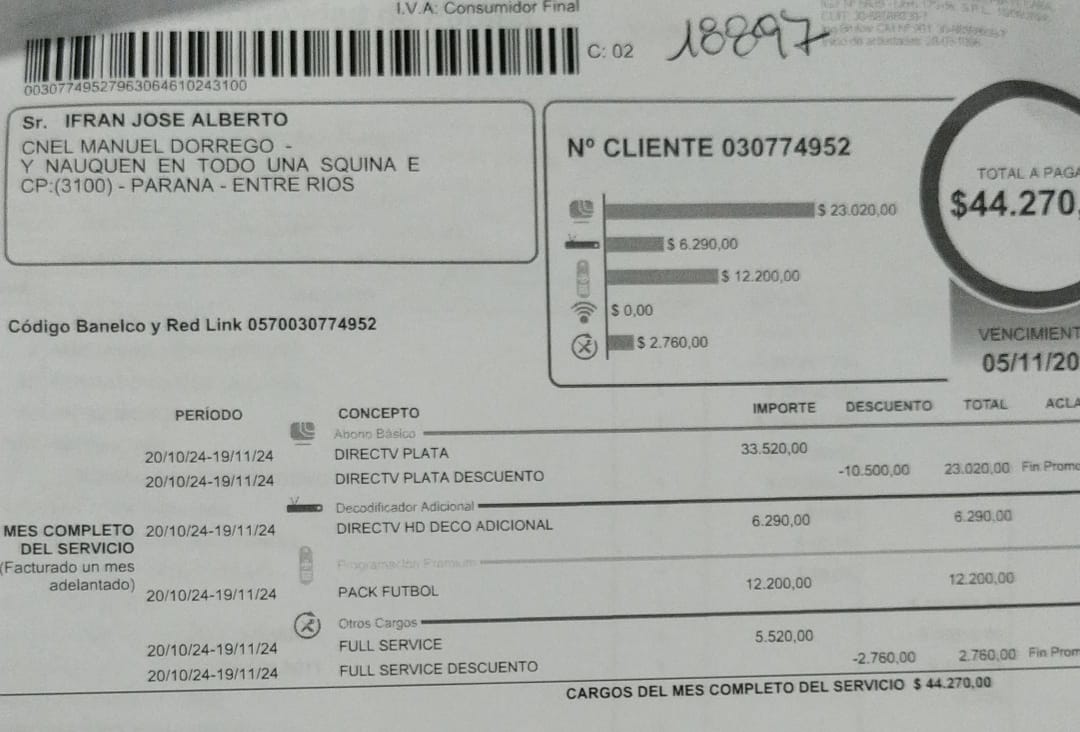 I.V.A: Consumidor Final
C: 02
18897
00307749527963064610243100
Sr. IFRAN JOSE ALBERTO
CNEL MANUEL DORREGO -
Y NAUQUEN EN TODO UNA SQUINA E
CP:(3100) - PARANA - ENTRE RIOS
Nº CLIENTE 030774952
$ 23.020,00
$ 6.290,00
$ 12.200,00
$ 0,00
$ 2.760,00
TOTAL A PAGA
$44.270,
VENCIMIENT
05/11/20
Código Banelco y Red Link 0570030774952
PERÍODO CONCEPTO IMPORTE DESCUENTO TOTAL ACLA
Abono Básico
20/10/24-19/11/24 DIRECTV PLATA 33.520,00
20/10/24-19/11/24 DIRECTV PLATA DESCUENTO -10.500,00 23.020,00 Fin Promo
Decodificador Adicional
MES COMPLETO 20/10/24-19/11/24 DIRECTV HD DECO ADICIONAL 6.290,00 6.290,00
DEL SERVICIO
(Facturado un mes
adelantado)
Programación Premium
20/10/24-19/11/24 PACK FUTBOL 12.200,00 12.200,00
Otros Cargos
20/10/24-19/11/24 FULL SERVICE 5.520,00
20/10/24-19/11/24 FULL SERVICE DESCUENTO -2.760,00 2.760,00 Fin Prom
CARGOS DEL MES COMPLETO DEL SERVICIO $ 44.270,00